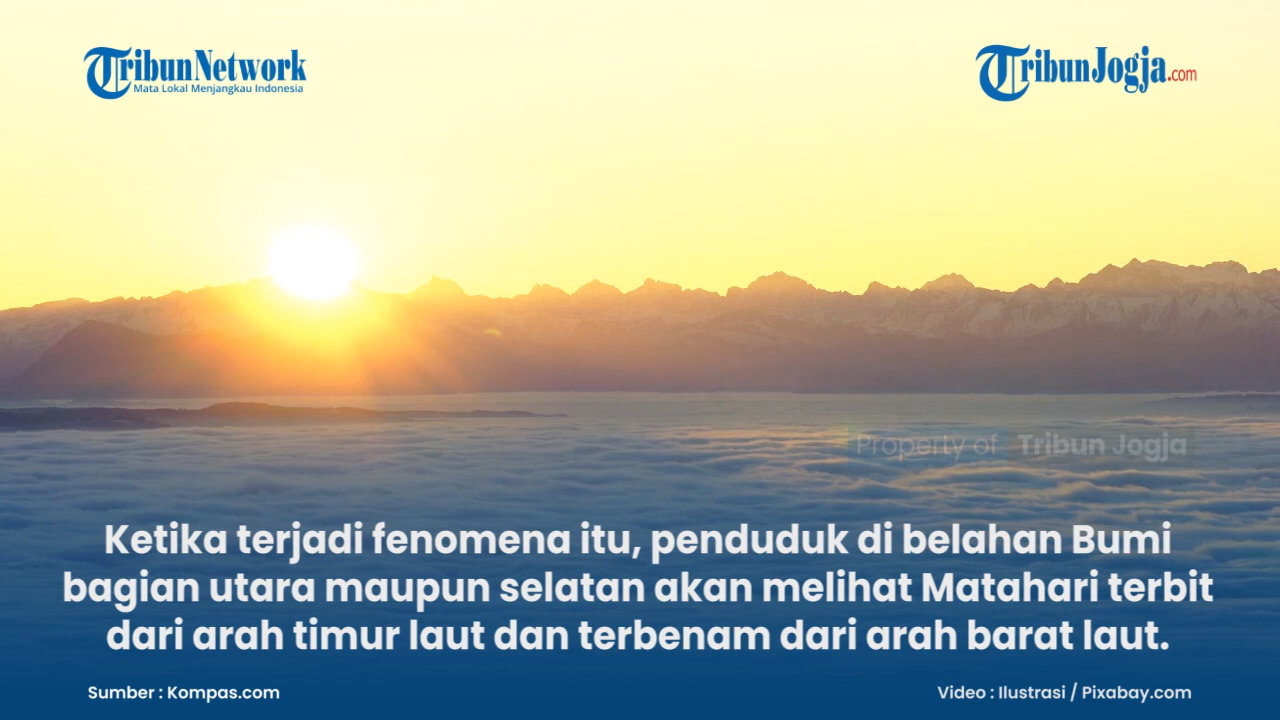 TribunNetwork
Mata Lokal Menjangkau Indonesia
TribunJogja.com
Property of Tribun Jogja
Ketika terjadi fenomena itu, penduduk di belahan Bumi
bagian utara maupun selatan akan melihat Matahari terbit
dari arah timur laut dan terbenam dari arah barat laut.
Sumber : Kompas.com
Video : Ilustrasi / Pixabay.com